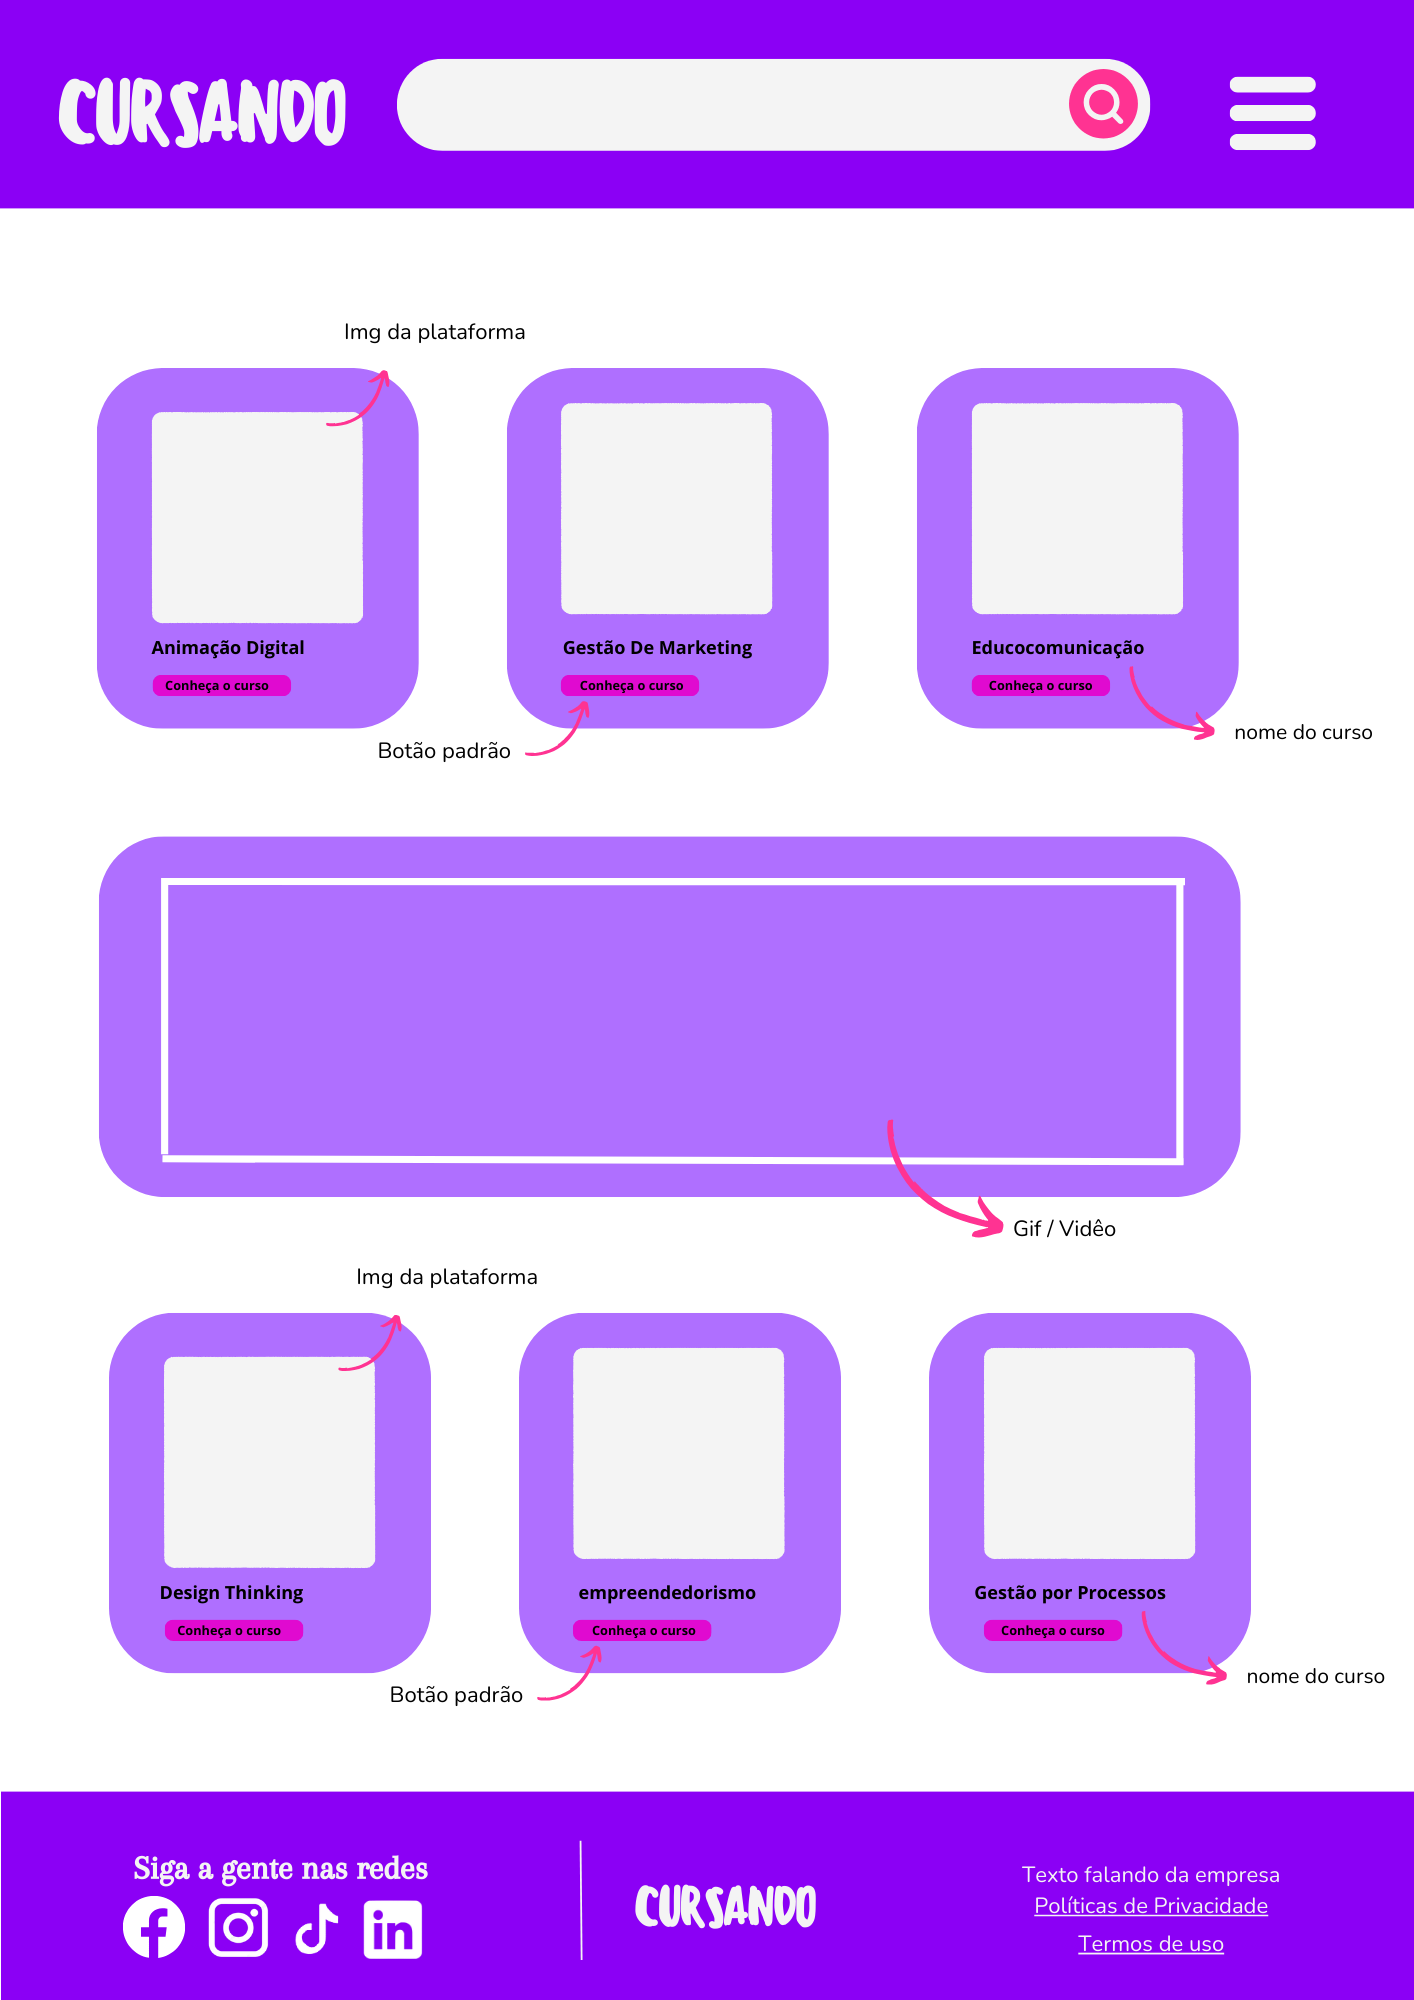 CURSANDO
Img da plataforma
Animação Digital
Gestão De Marketing
Educocomunicação
Conheça o curso
Conheça o curso
Conheça o curso
nome do curso
Botão padrão
Gif / Vidêo
Img da plataforma
Design Thinking
empreendedorismo
Gestão por Processos
Conheça o curso
Conheça o curso
Conheça o curso
nome do curso
Botão padrão
Siga a gente nas redes
CURSANDO
Texto falando da empresa
Políticas de Privacidade
Termos de uso